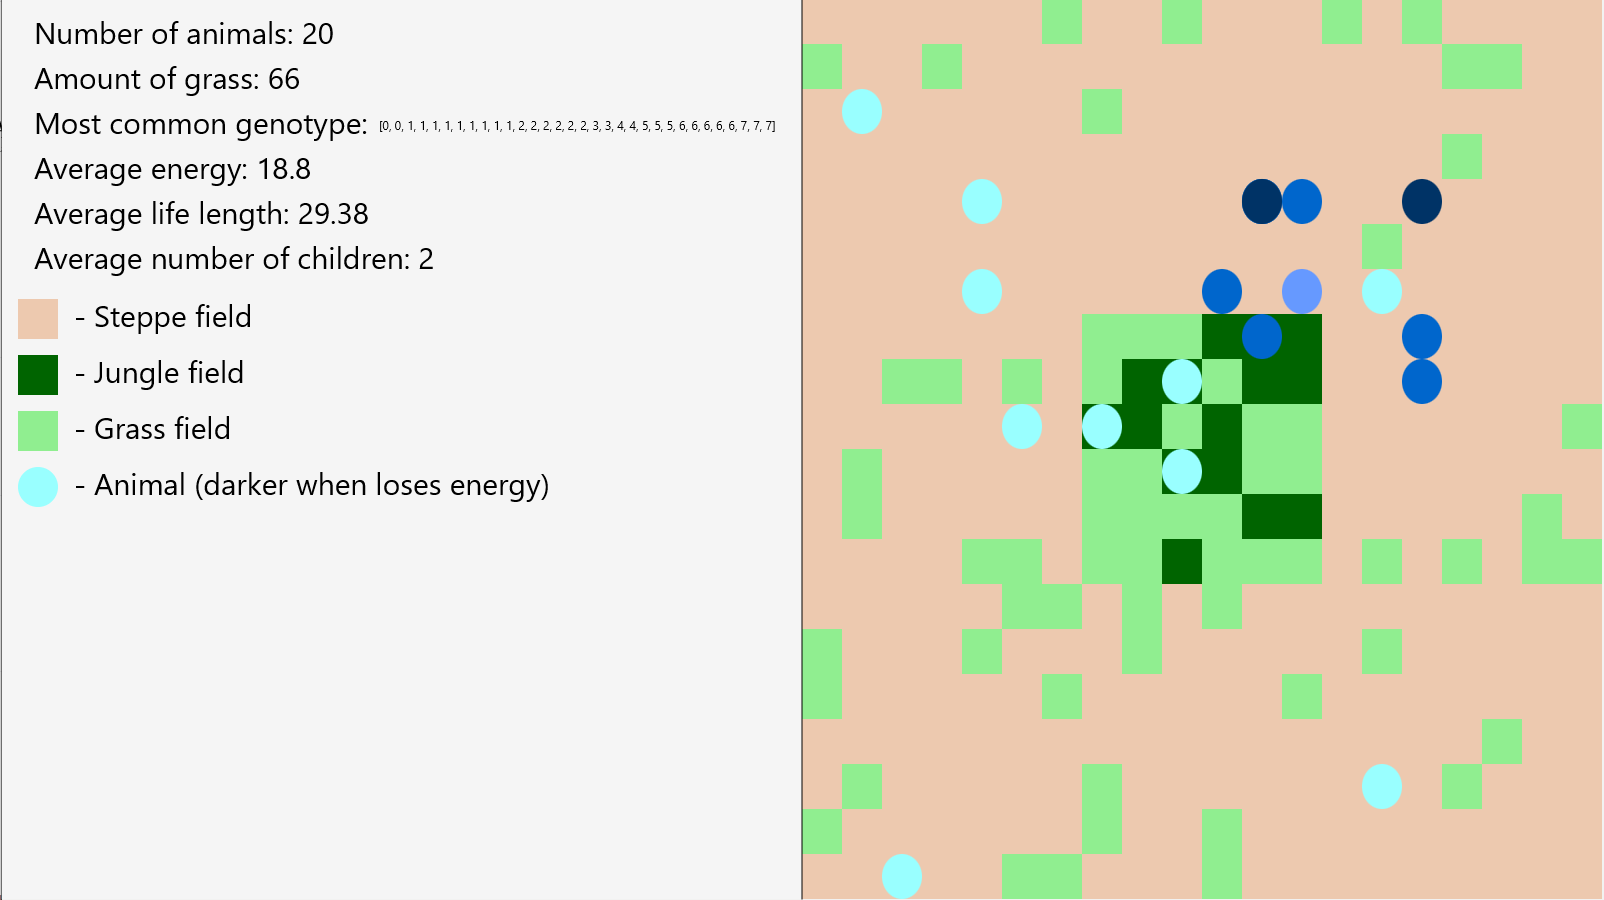 Number of animals: 20
Amount of grass: 66
Most common genotype: [0, 0, 1, 1, 1, 1, 1, 1, 1, 1, 1, 2, 2, 2, 2, 2, 2, 3, 3, 4, 4, 5, 5, 5, 6, 6, 6, 6, 6, 7, 7, 7]
Average energy: 18.8
Average life length: 29.38
Average number of children: 2
- Steppe field
- Jungle field
- Grass field
- Animal (darker when loses energy)